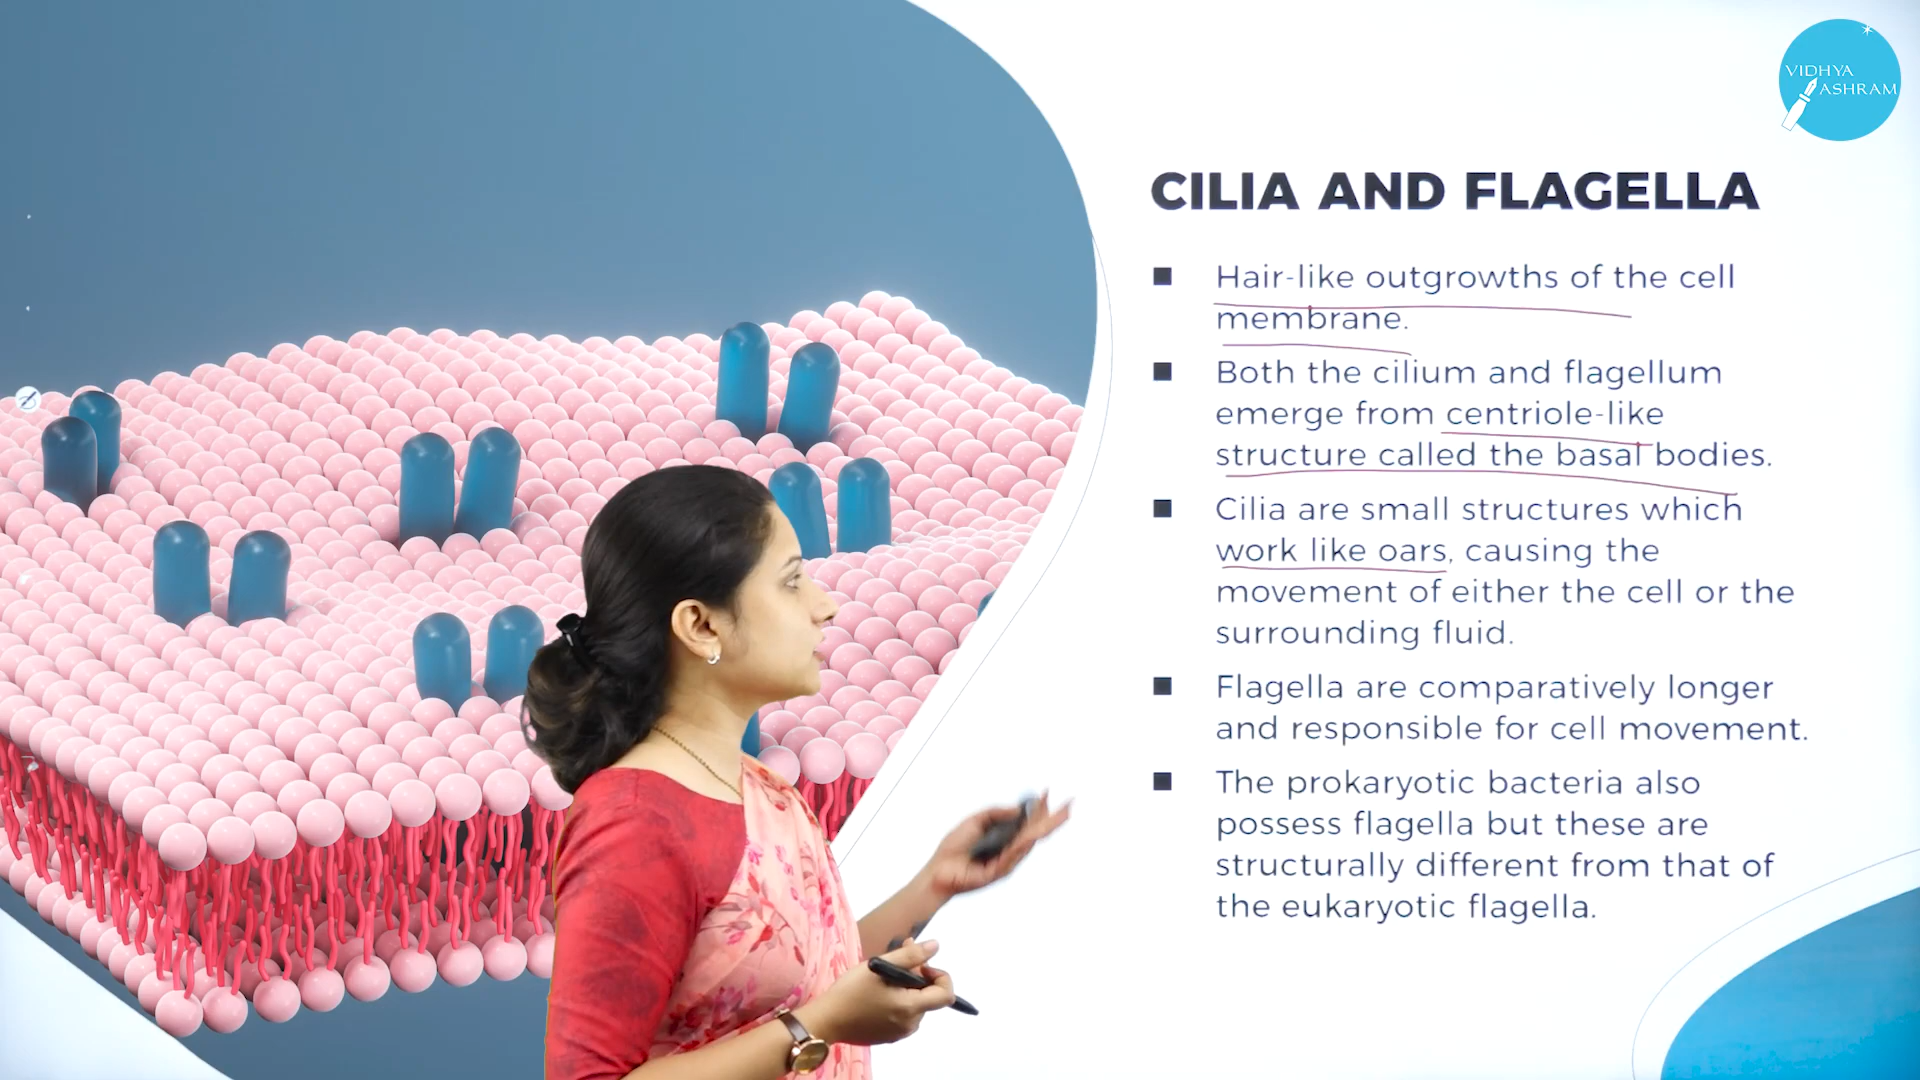 VIDHYA
ASHRAM
CILIA AND FLAGELLA
Hair-like outgrowths of the cell
membrane.
Both the cilium and flagellum
emerge from centriole-like
structure called the basal bodies.
Cilia are small structures which
work like oars, causing the
movement of either the cell or the
surrounding fluid.
Flagella are comparatively longer
and responsible for cell movement.
The prokaryotic bacteria also
possess flagella but these are
structurally different from that of
the eukaryotic flagella.